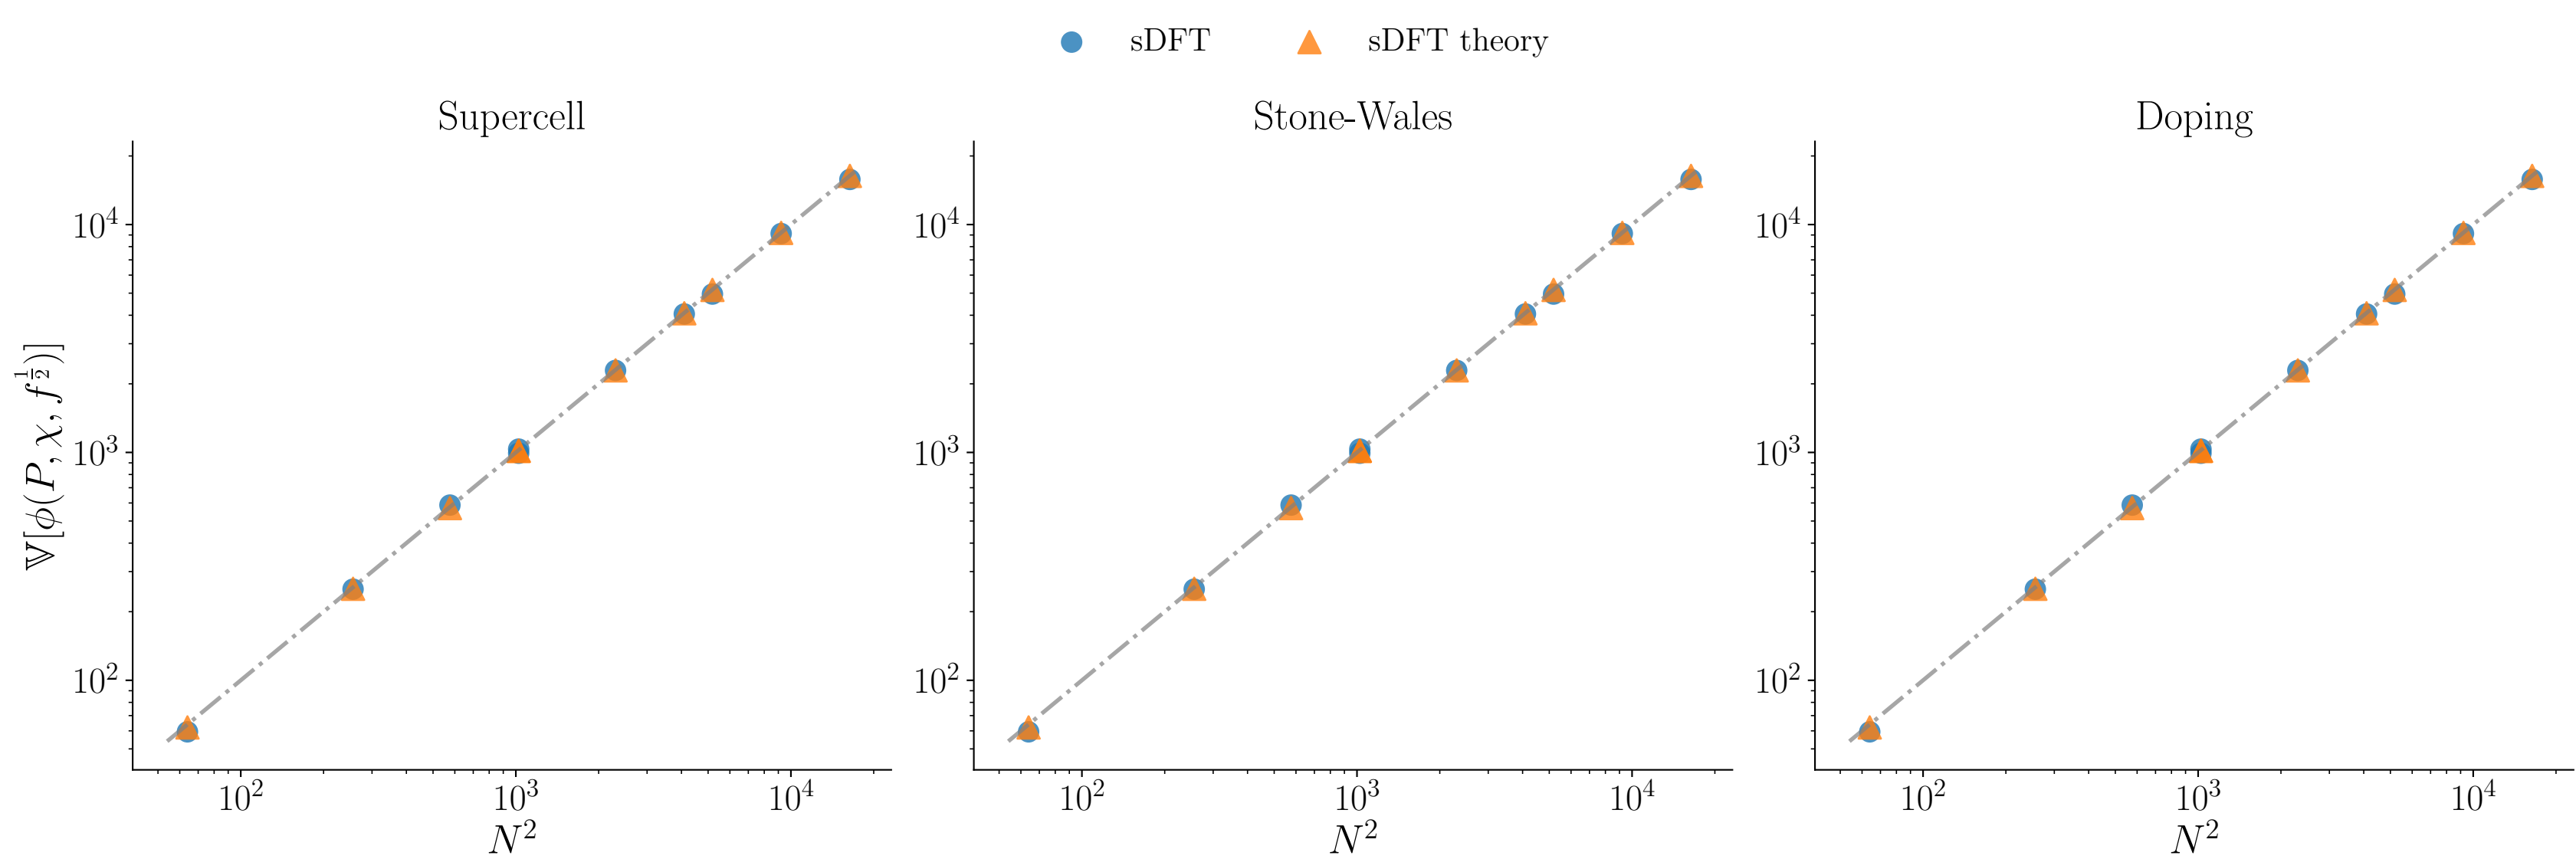 sDFT sDFT theory
Supercell Stone-Wales Doping
𝕍[ϕ(P, χ, f^{1/2})]
10^4 10^4 10^4
10^3 10^3 10^3
10^2 10^2 10^2
10^2 10^3 10^4 10^2 10^3 10^4 10^2 10^3 10^4
N^2 N^2 N^2